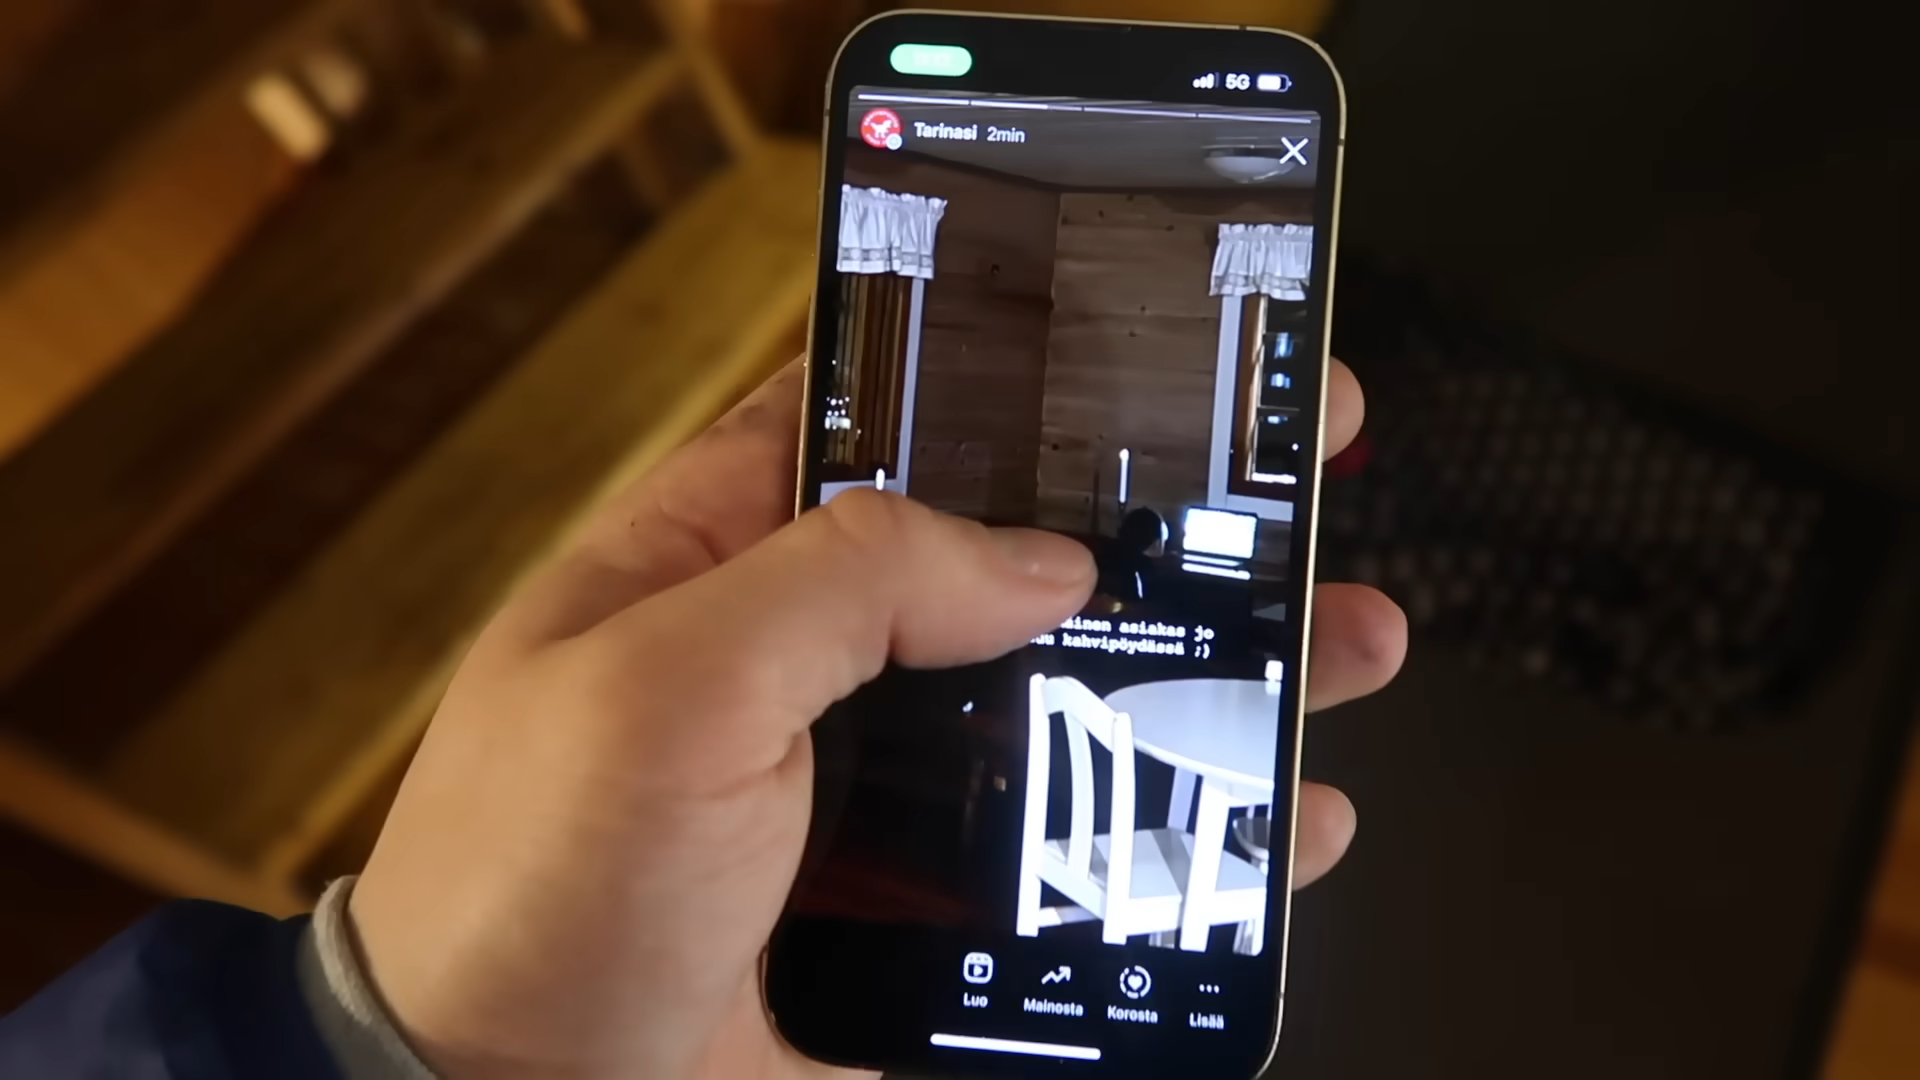 5G
Tarinasi 2min
asiakas jo
kahvipöydässä ;)
Luo
Mainosta
Korosta
Lisää